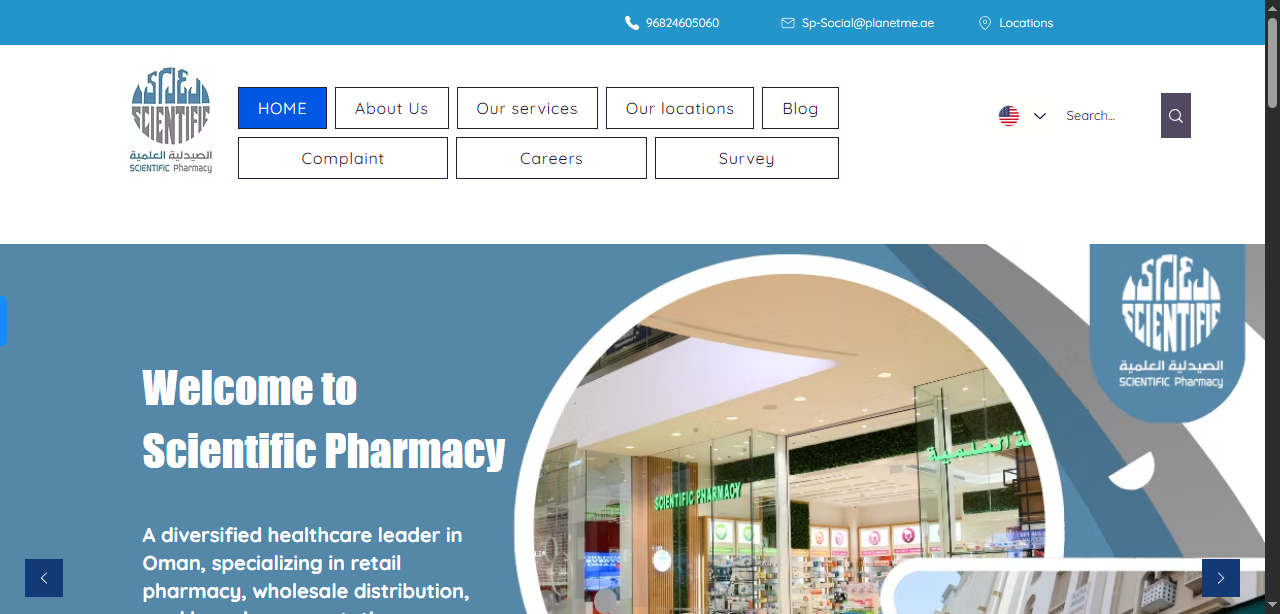 96824605060
Sp-Social@planetme.ae
Locations
SCIENTIFIC
الصيدلية العلمية
SCIENTIFIC Pharmacy
HOME
About Us
Our services
Our locations
Blog
Complaint
Careers
Survey
Search...
SCIENTIFIC
الصيدلية العلمية
SCIENTIFIC Pharmacy
Welcome to
Scientific Pharmacy
SCIENTIFIC PHARMACY
A diversified healthcare leader in
Oman, specializing in retail
pharmacy, wholesale distribution,